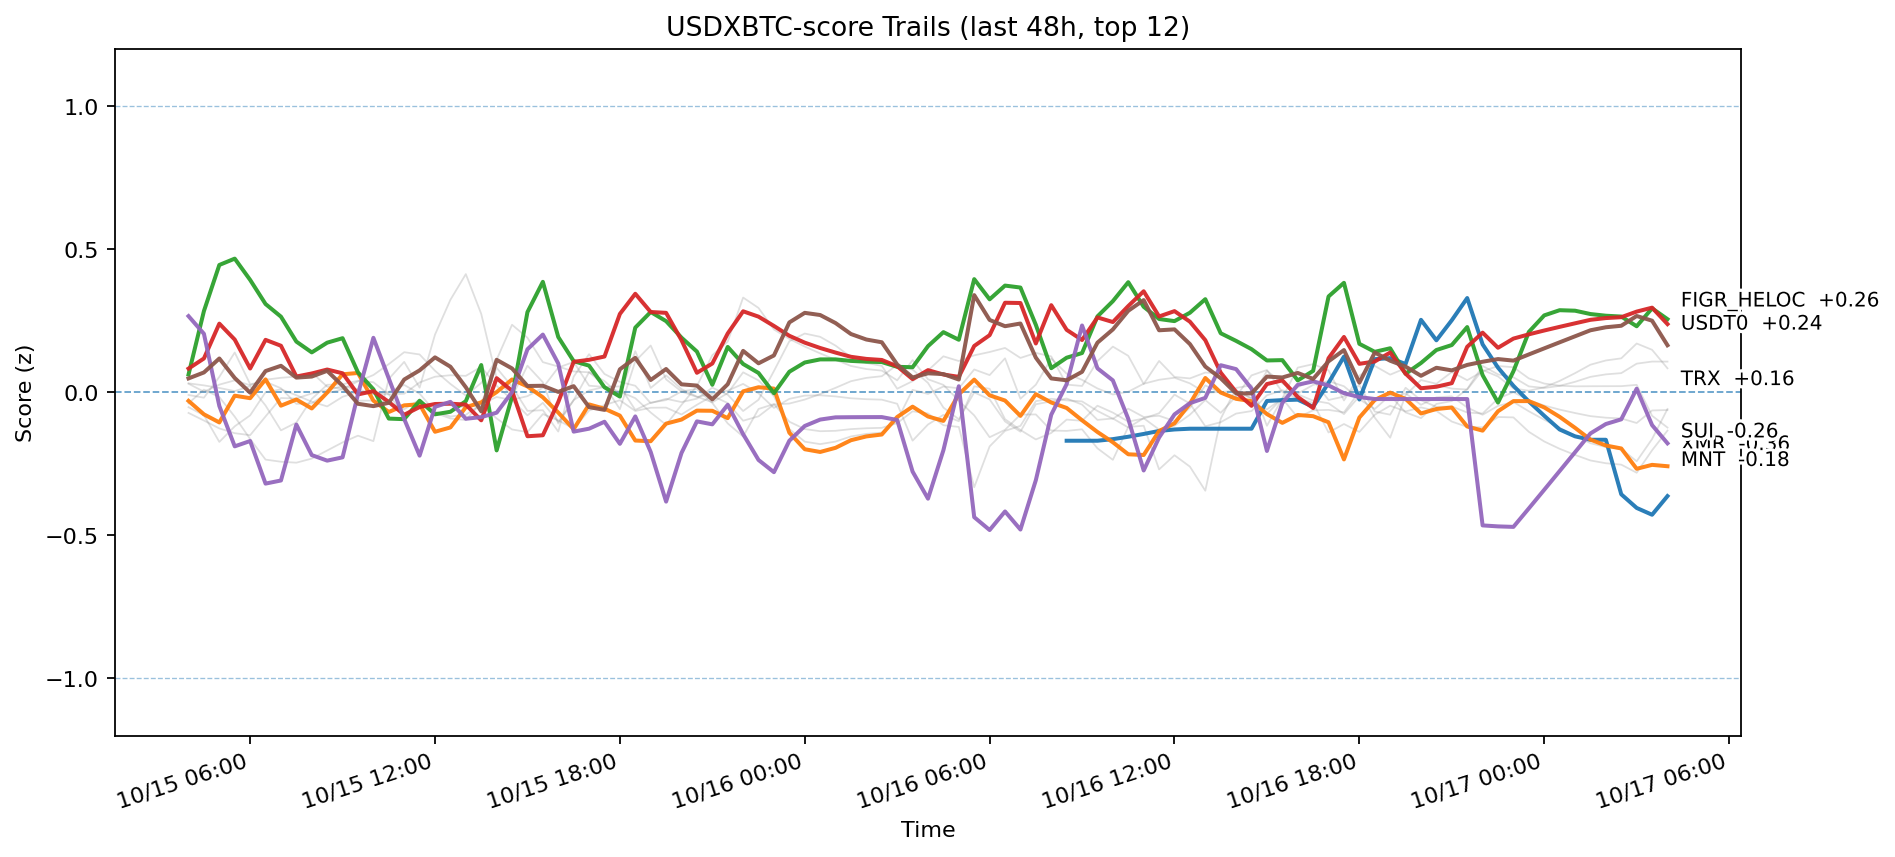 USDXBTC-score Trails (last 48h, top 12)
Score (z)
1.0
0.5
0.0
−0.5
−1.0
FIGR_HELOC +0.26
USDT0 +0.24
TRX +0.16
SUI -0.26
XMR -0.36
MNT -0.18
10/15 06:00
10/15 12:00
10/15 18:00
10/16 00:00
10/16 06:00
10/16 12:00
10/16 18:00
10/17 00:00
10/17 06:00
Time